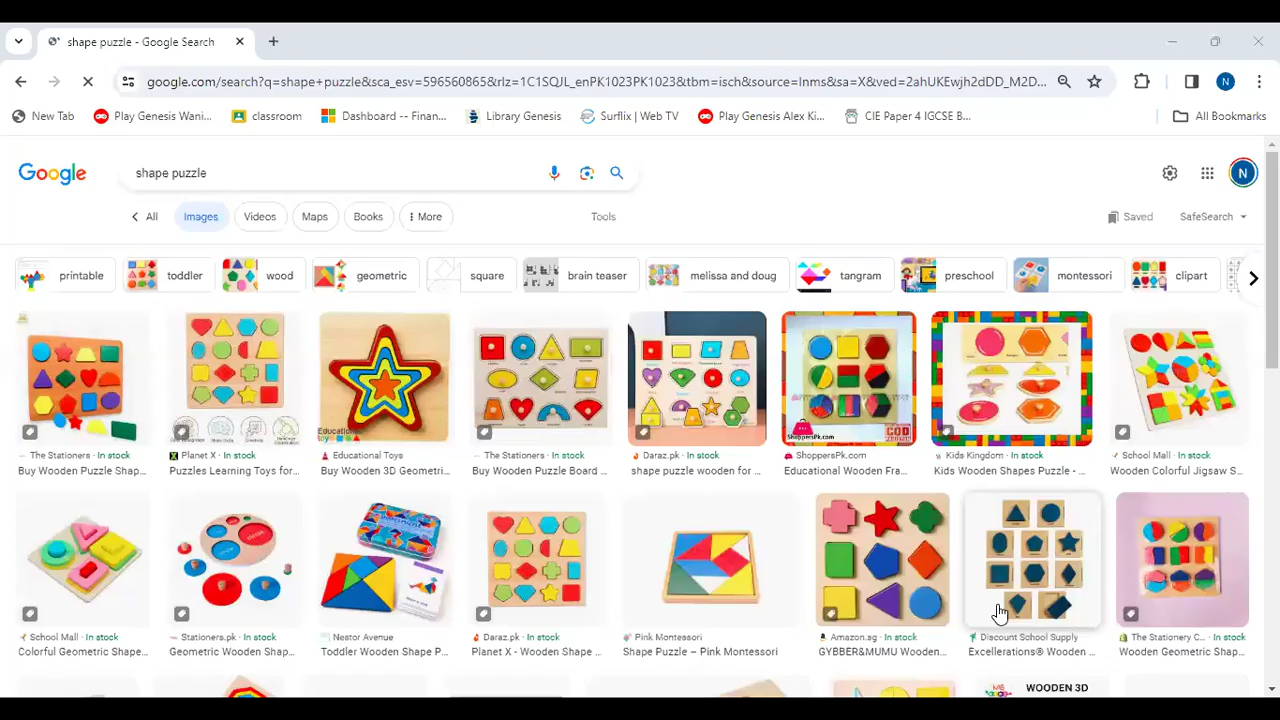 shape puzzle - Google Search
google.com/search?q=shape+puzzle&sca_esv=596560865&rlz=1C1SQJL_enPK1023PK1023&tbm=isch&source=lnms&sa=X&ved=2ahUKEwjh2dDD_M2D...
N
New Tab
Play Genesis Wani...
classroom
Dashboard -- Finan...
Library Genesis
Surflix | Web TV
Play Genesis Alex Ki...
CIE Paper 4 IGCSE B...
All Bookmarks
Google
shape puzzle
N
All
Images
Videos
Maps
Books
More
Tools
Saved
SafeSearch
printable
toddler
wood
geometric
square
brain teaser
melissa and doug
tangram
preschool
montessori
clipart
Educational
toys
ShoppersPk.com
The Stationers · In stock
Planet X · In stock
Educational Toys
The Stationers · In stock
Daraz.pk · In stock
ShoppersPk.com
Kids Kingdom · In stock
School Mall · In stock
Buy Wooden Puzzle Shap...
Puzzles Learning Toys for...
Buy Wooden 3D Geometri...
Buy Wooden Puzzle Board ...
shape puzzle wooden for ...
Educational Wooden Fra...
Kids Wooden Shapes Puzzle - ...
Wooden Colorful Jigsaw S...
School Mall · In stock
Stationers.pk · In stock
Nestor Avenue
Daraz.pk · In stock
Pink Montessori
Amazon.ag · In stock
Discount School Supply
The Stationery C... · In stock
Colorful Geometric Shape...
Geometric Wooden Shap...
Toddler Wooden Shape P...
Planet X - Wooden Shape ...
Shape Puzzle – Pink Montessori
GYBBER&MUMU Wooden...
Excellerations® Wooden ...
Wooden Geometric Shap...
WOODEN 3D